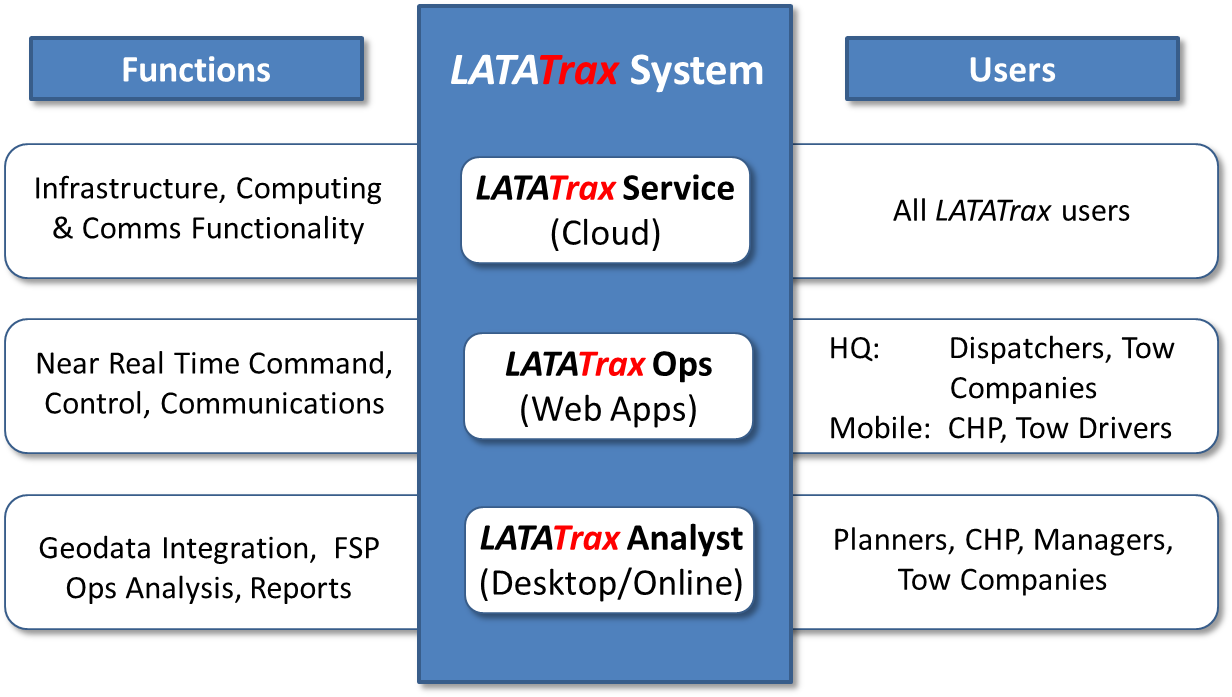 Functions
LATATrax System
Users
Infrastructure, Computing
& Comms Functionality
LATATrax Service
(Cloud)
All LATATrax users
Near Real Time Command,
Control, Communications
LATATrax Ops
(Web Apps)
HQ: Dispatchers, Tow
Companies
Mobile: CHP, Tow Drivers
Geodata Integration, FSP
Ops Analysis, Reports
LATATrax Analyst
(Desktop/Online)
Planners, CHP, Managers,
Tow Companies